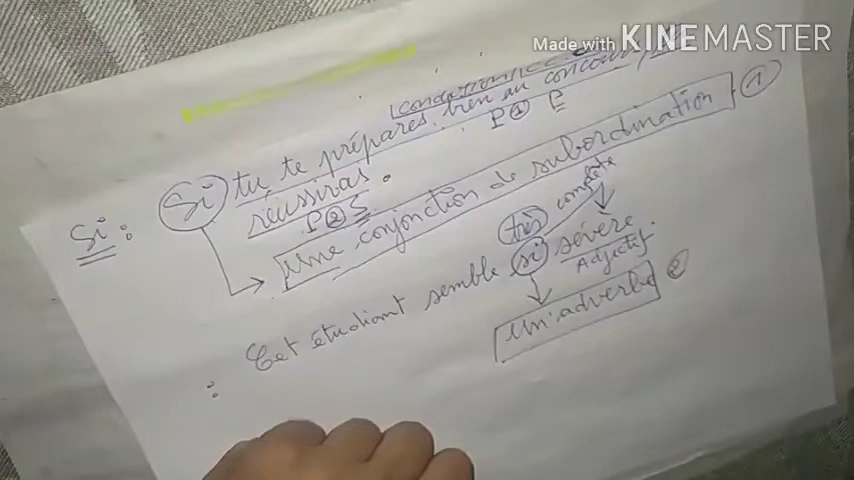 Made with KINEMASTER
Condition
Si : Si tu te prépares bien au concours, tu
réussiras.
P① P
P② S
Une conjonction de subordination ①
très complète
: Cet étudiant semble si sévère.
Adjectif
un adverbe ②